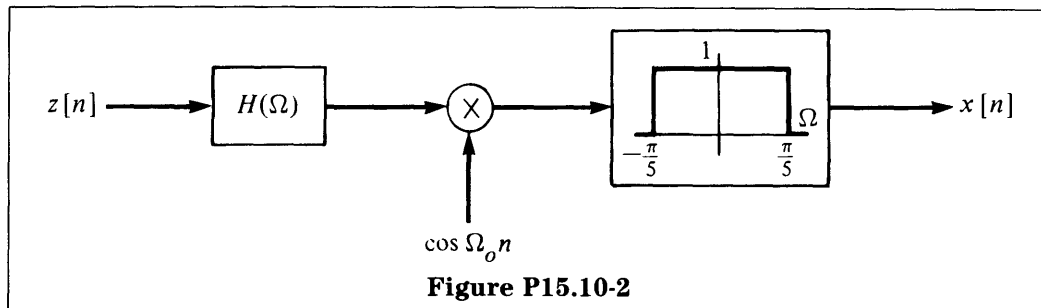 z[n]
H(Ω)
×
cos Ω_o n
1
Ω
-π/5
π/5
x[n]
Figure P15.10-2